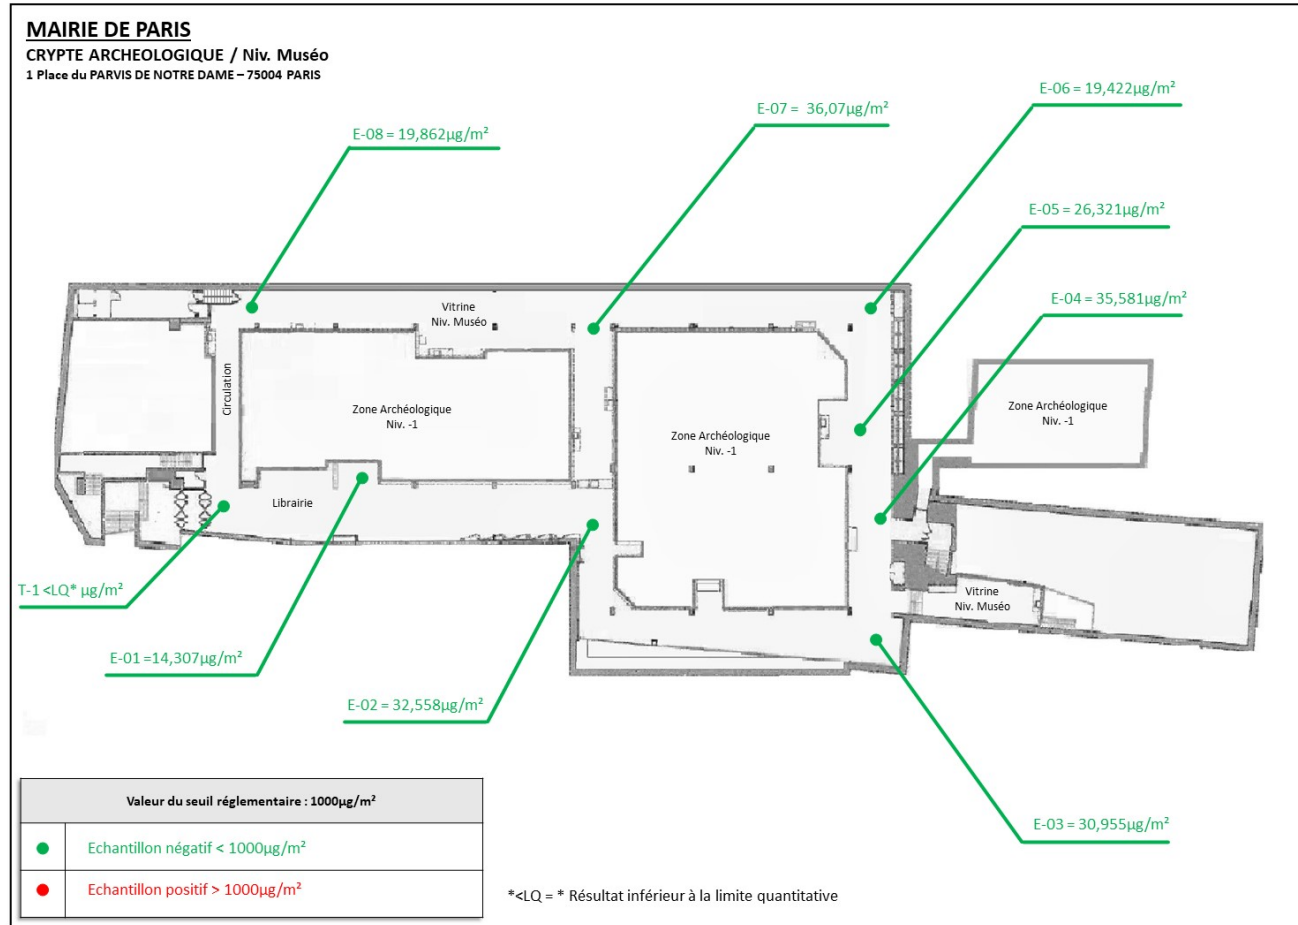 MAIRIE DE PARIS
CRYPTE ARCHEOLOGIQUE / Niv. Muséo
1 Place du PARVIS DE NOTRE DAME – 75004 PARIS
E-06 = 19,422µg/m²
E-07 =  36,07µg/m²
E-08 = 19,862µg/m²
E-05 = 26,321µg/m²
E-04 = 35,581µg/m²
Vitrine
Niv. Muséo
Circulation
Zone Archéologique
Niv. -1
Zone Archéologique
Niv. -1
Zone Archéologique
Niv. -1
Librairie
T-1 <LQ* µg/m²
Vitrine
Niv. Muséo
E-01 =14,307µg/m²
E-02 = 32,558µg/m²
E-03 = 30,955µg/m²
Valeur du seuil réglementaire : 1000µg/m²
Echantillon négatif < 1000µg/m²
Echantillon positif > 1000µg/m²
*<LQ = * Résultat inférieur à la limite quantitative